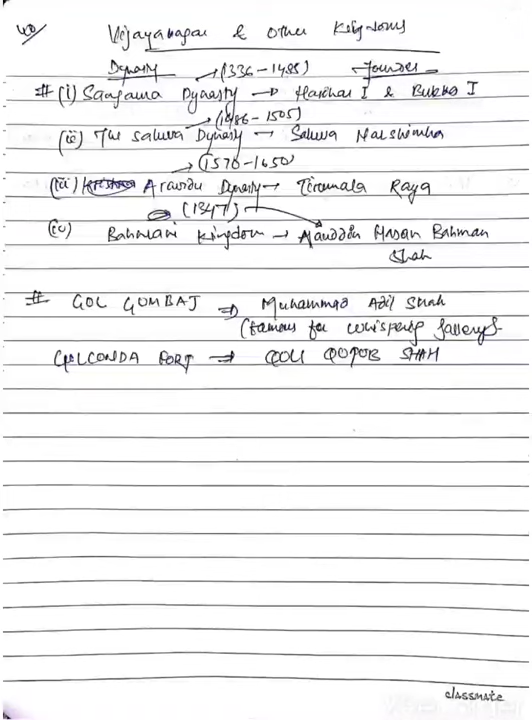 40 Vijayanagar & Other Kingdoms
Dynasty → (1336-1485) Founder
# (i) Sangama Dynasty → Harihar I & Bukka I
→ (1486-1505)
(ii) The Saluva Dynasty → Saluva Narshimha
→ (1570-1650)
(iii) Aravidu Dynasty → Tirumala Raya
(1347)
(iv) Bahmani Kingdom → Alauddin Hasan Bahman
Shah
# GOL GUMBAJ ⇒ Muhammad Adil Shah
(famous for whispering gallery)
GOLCONDA FORT ⇒ QULI QUTUB SHAH
classmate